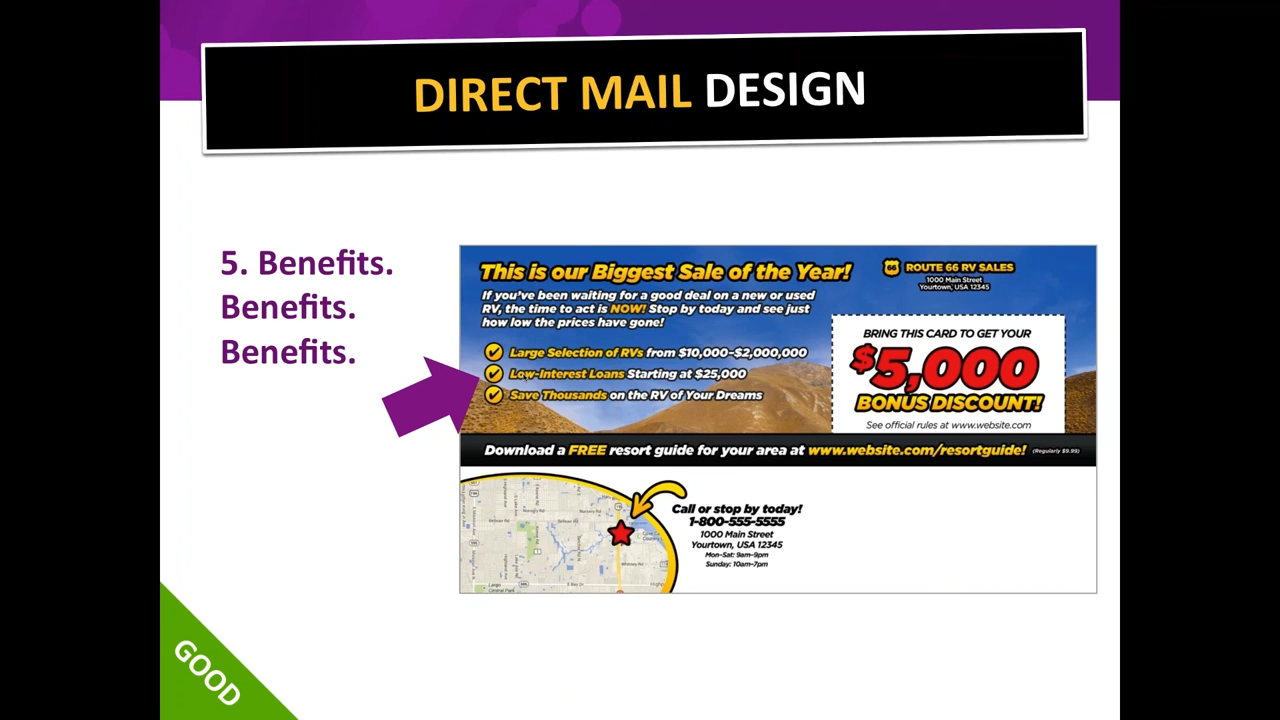 DIRECT MAIL DESIGN
5. Benefits.
Benefits.
Benefits.
This is our Biggest Sale of the Year!
If you've been waiting for a good deal on a new or used
RV, the time to act is NOW! Stop by today and see just
how low the prices have gone!
Large Selection of RVs from $10,000-$2,000,000
Low-interest Loans Starting at $25,000
Save Thousands on the RV of Your Dreams
66 ROUTE 66 RV SALES
1000 Main Street
Yourtown, USA 12345
BRING THIS CARD TO GET YOUR
$5,000
BONUS DISCOUNT!
See official rules at www.website.com
Download a FREE resort guide for your area at www.website.com/resortguide! (Regularly $9.95)
Call or stop by today!
1-800-555-5555
1000 Main Street
Yourtown, USA 12345
Mon-Sat: 9am-9pm
Sunday: 10am-7pm
Largo
Central Park
GOOD